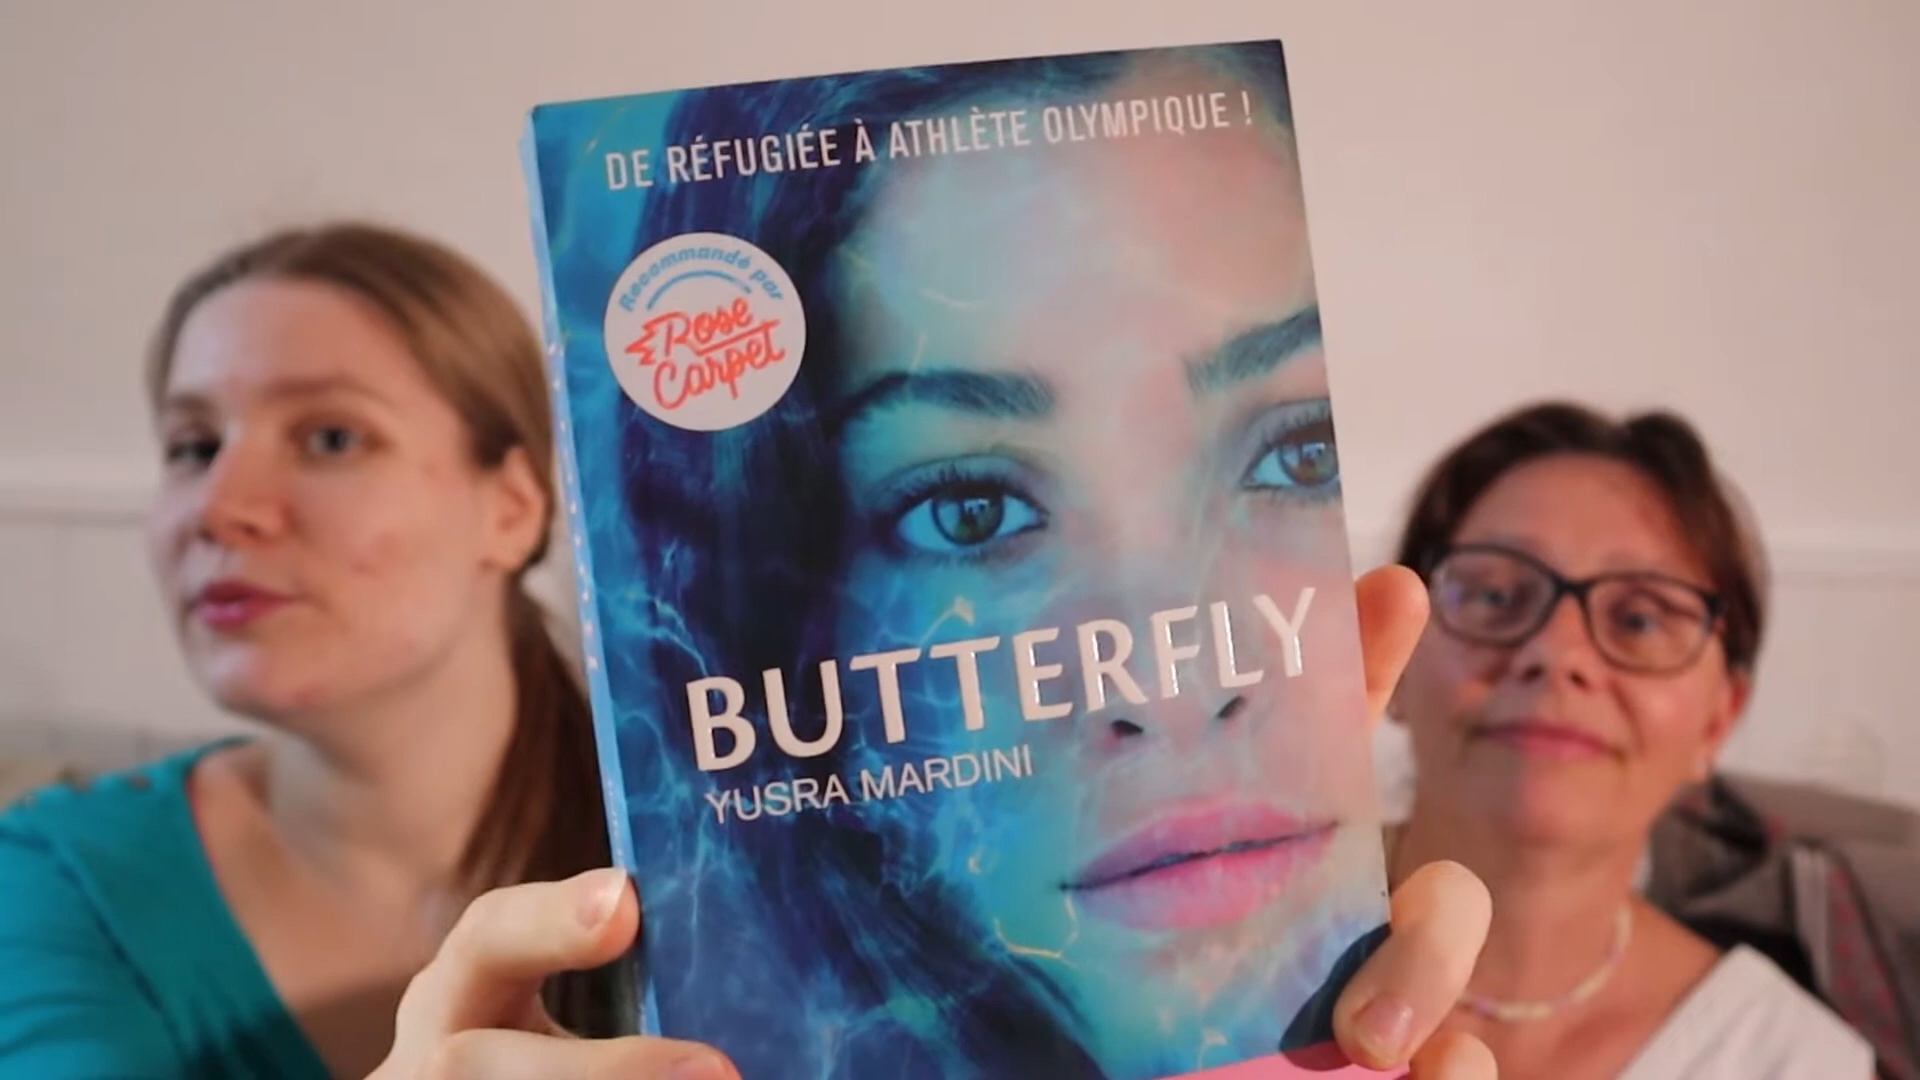 DE RÉFUGIÉE À ATHLÈTE OLYMPIQUE !
Recommandé par
Rose
Carpet
BUTTERFLY
YUSRA MARDINI